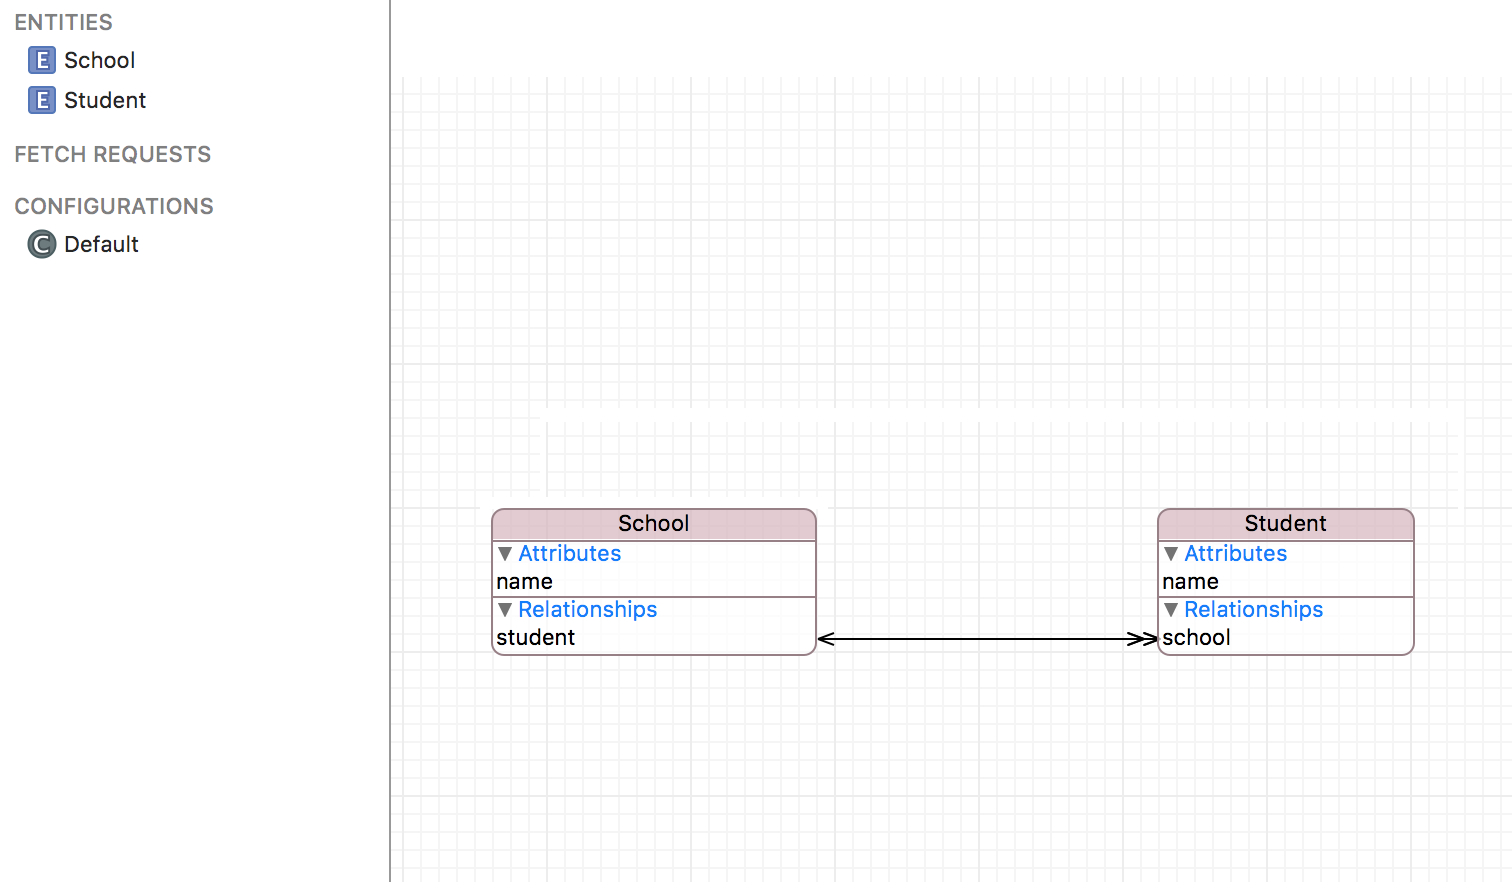 ENTITIES
E School
E Student
FETCH REQUESTS
CONFIGURATIONS
C Default
School
Attributes
name
Relationships
student
Student
Attributes
name
Relationships
school